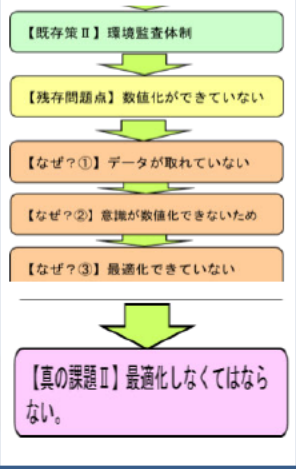 【既存策Ⅱ】環境監査体制
【残存問題点】数値化ができていない
【なぜ？①】データが取れていない
【なぜ？②】意識が数値化できないため
【なぜ？③】最適化できていない
【真の課題Ⅱ】最適化しなくてはなら
ない。